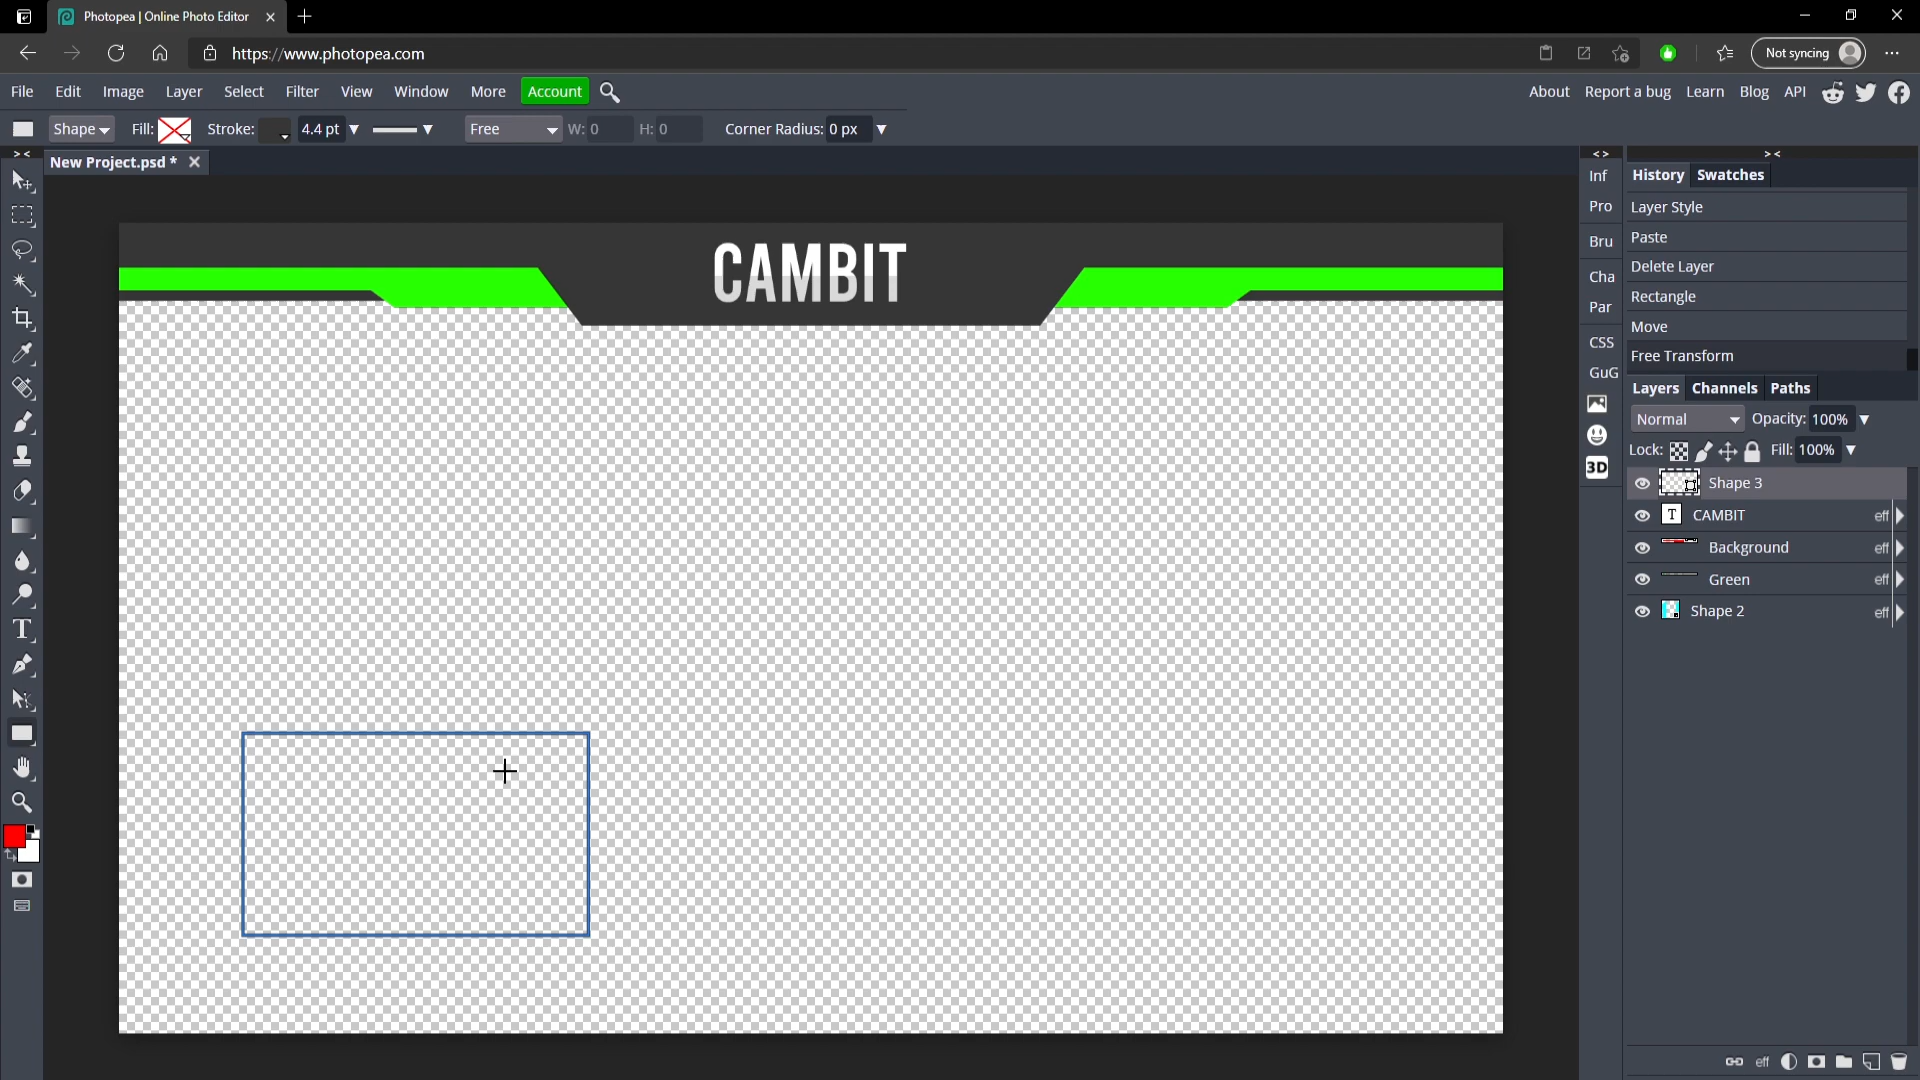 Photopea | Online Photo Editor
https://www.photopea.com
Not syncing
File Edit Image Layer Select Filter View Window More Account
About Report a bug Learn Blog API
Shape Fill: Stroke: 4.4 pt Free W: 0 H: 0 Corner Radius: 0 px
> <
New Project.psd *
< >
> <
Inf
Pro
Bru
Cha
Par
CSS
GuG
3D
History Swatches
Layer Style
Paste
Delete Layer
Rectangle
Move
Free Transform
Layers Channels Paths
Normal Opacity: 100%
Lock: Fill: 100%
Shape 3
T CAMBIT eff
Background eff
Green eff
Shape 2 eff
CAMBIT
T
eff